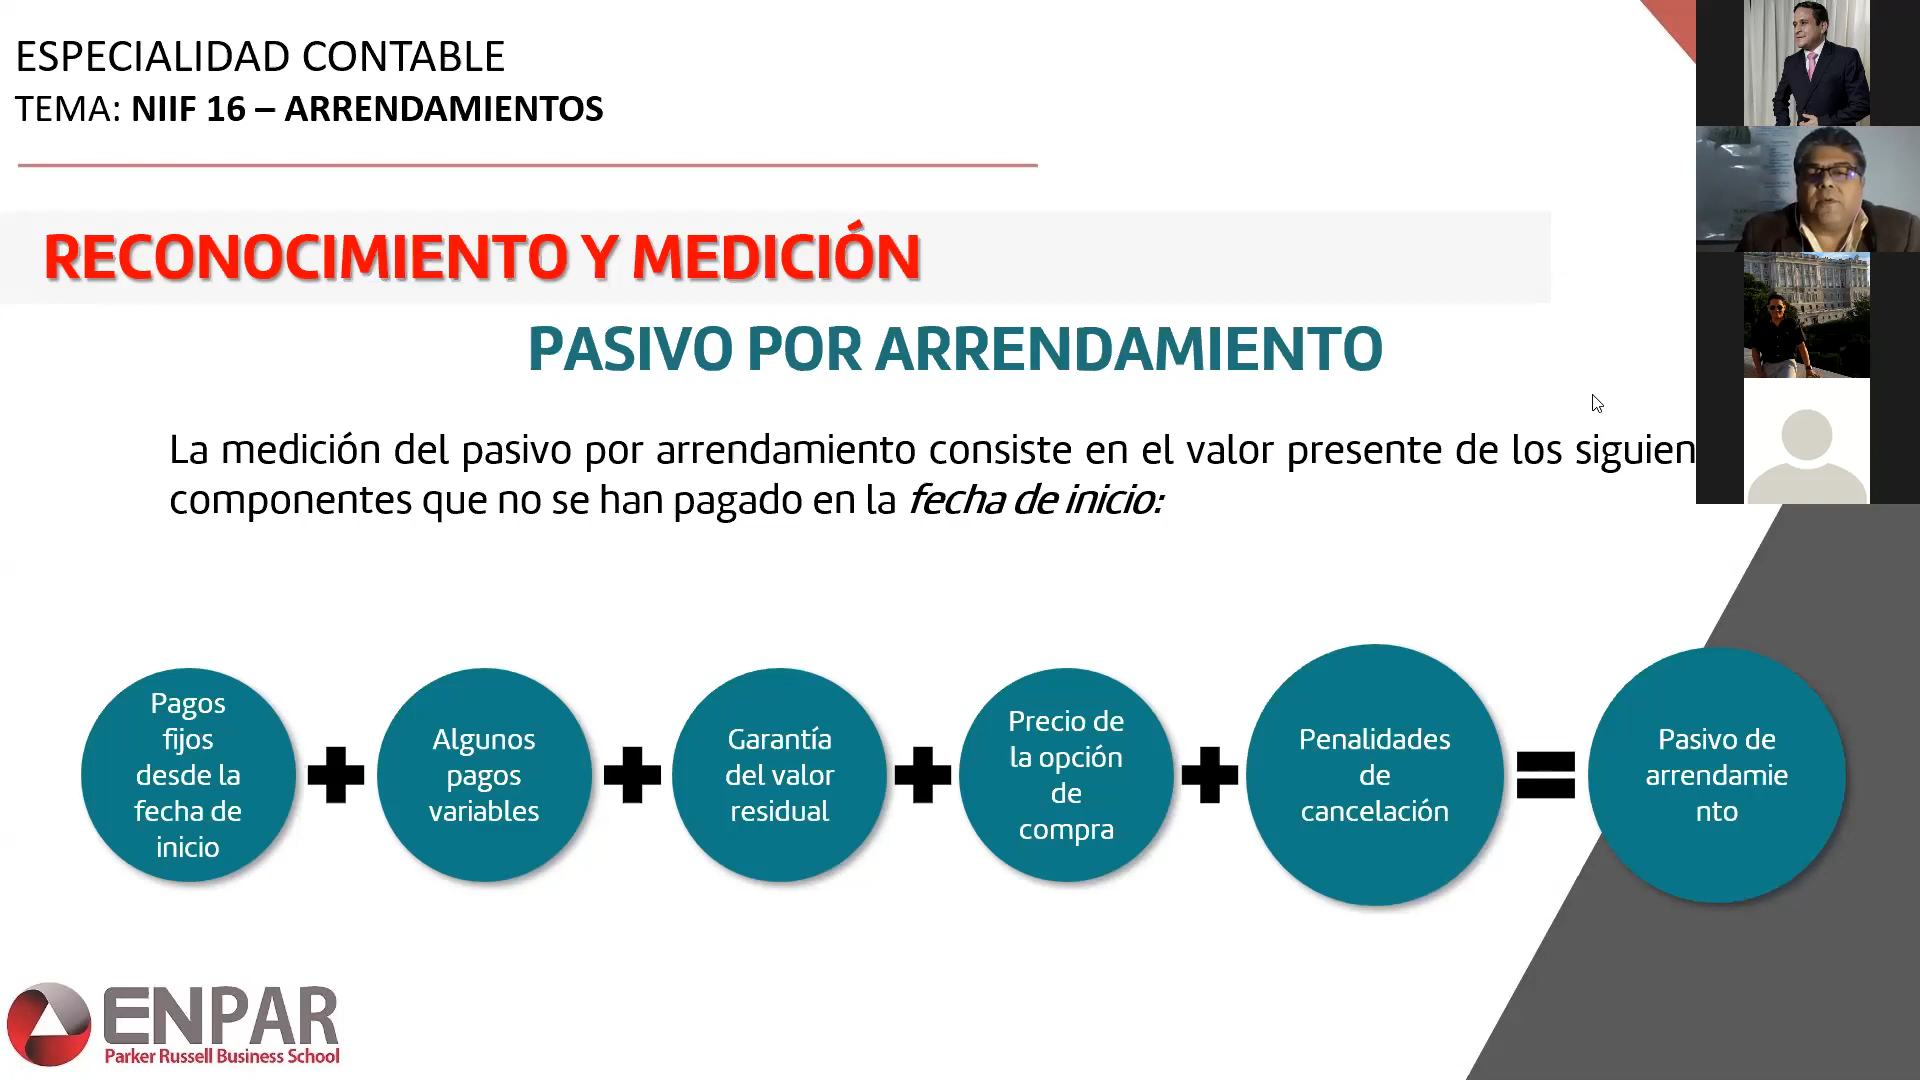 ESPECIALIDAD CONTABLE
TEMA: NIIF 16 – ARRENDAMIENTOS
RECONOCIMIENTO Y MEDICIÓN
PASIVO POR ARRENDAMIENTO
La medición del pasivo por arrendamiento consiste en el valor presente de los siguien
componentes que no se han pagado en la fecha de inicio:
Pagos
fijos
desde la
fecha de
inicio
Algunos
pagos
variables
Garantía
del valor
residual
Precio de
la opción
de
compra
Penalidades
de
cancelación
Pasivo de
arrendamie
nto
ENPAR
Parker Russell Business School